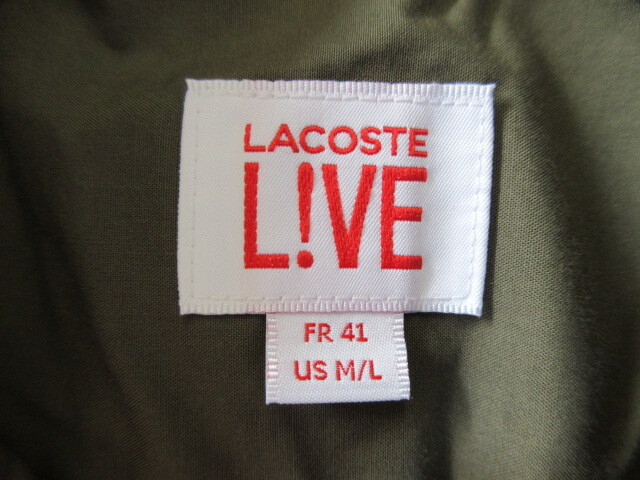 LACOSTE
L!VE
FR 41
US M/L